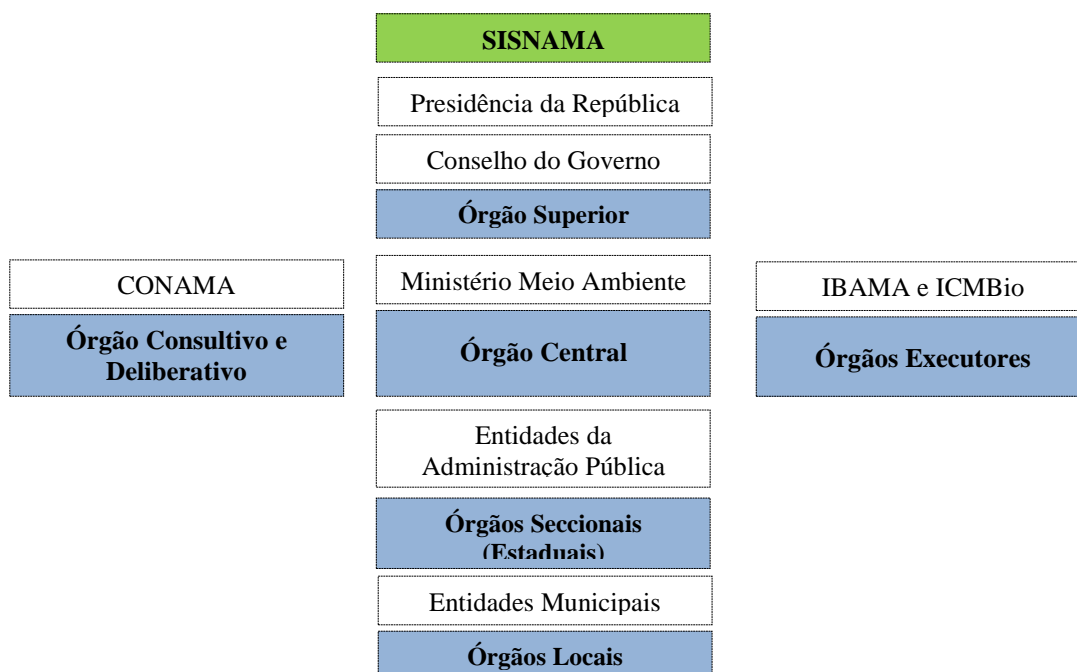 SISNAMA
Presidência da República
Conselho do Governo
Órgão Superior
CONAMA
Órgão Consultivo e
Deliberativo
Ministério Meio Ambiente
Órgão Central
IBAMA e ICMBio
Órgãos Executores
Entidades da
Administração Pública
Órgãos Seccionais
(Estaduais)
Entidades Municipais
Órgãos Locais